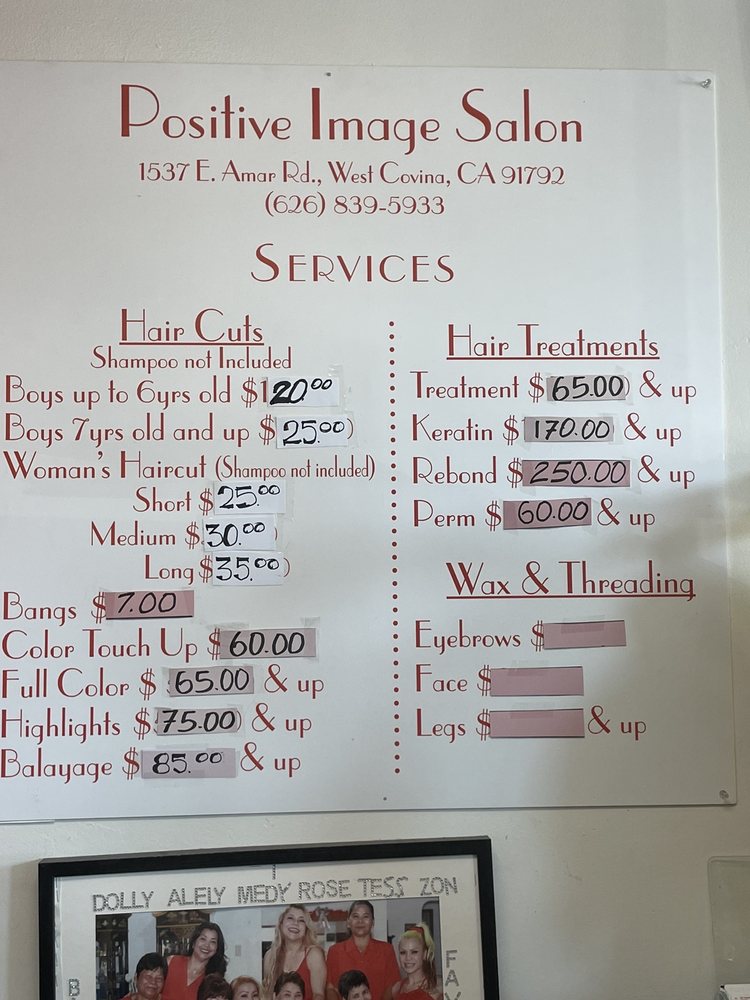 Positive Image Salon
1537 E. Amar Rd., West Covina, CA 91792
(626) 839-5933
SERVICES
Hair Cuts
Shampoo not Included
Boys up to 6yrs old $120.00
Boys 7yrs old and up $25.00)
Woman's Haircut (Shampoo not included)
Short $25.00
Medium $30.00)
Long $35.00)
Bangs $7.00
Color Touch Up $60.00
Full Color $65.00 & up
Highlights $75.00) & up
Balayage $85.00 & up
Hair Treatments
Treatment $65.00 & up
Keratin $170.00 & up
Rebond $250.00 & up
Perm $60.00 & up
Wax & Threading
Eyebrows $
Face $
Legs $ & up
DOLLY ALELY MEDY ROSE TESS ZON